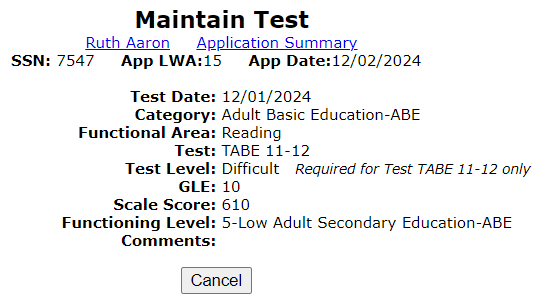 Maintain Test
Ruth Aaron Application Summary
SSN: 7547 App LWA:15 App Date:12/02/2024
Test Date: 12/01/2024
Category: Adult Basic Education-ABE
Functional Area: Reading
Test: TABE 11-12
Test Level: Difficult Required for Test TABE 11-12 only
GLE: 10
Scale Score: 610
Functioning Level: 5-Low Adult Secondary Education-ABE
Comments:
Cancel